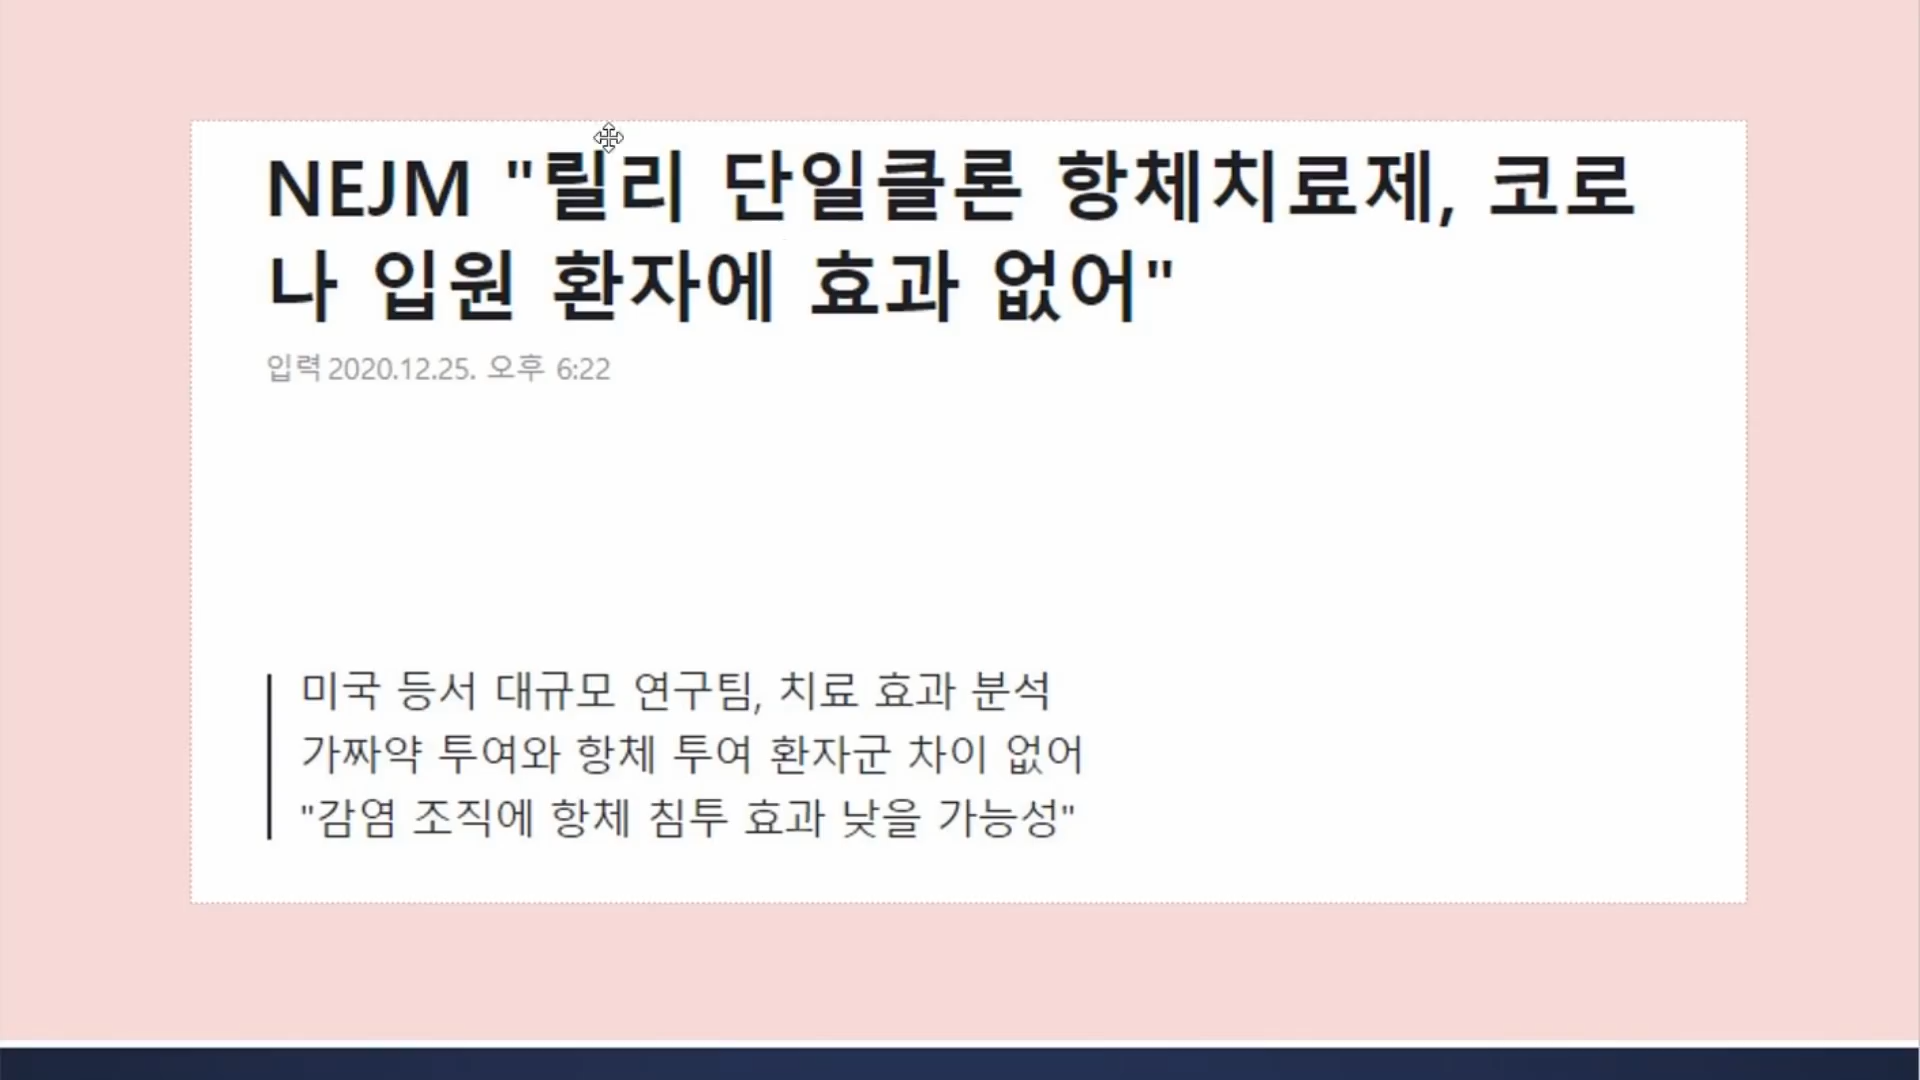 NEJM "릴리 단일클론 항체치료제, 코로
나 입원 환자에 효과 없어"
입력 2020.12.25. 오후 6:22
미국 등서 대규모 연구팀, 치료 효과 분석
가짜약 투여와 항체 투여 환자군 차이 없어
"감염 조직에 항체 침투 효과 낮을 가능성"